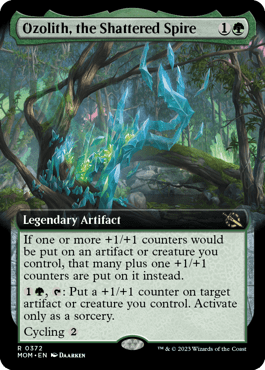 Ozolith, the Shattered Spire 1
Legendary Artifact
If one or more +1/+1 counters would
be put on an artifact or creature you
control, that many plus one +1/+1
counters are put on it instead.
1, : Put a +1/+1 counter on target
artifact or creature you control. Activate
only as a sorcery.
Cycling 2
R 0372
MOM • EN DAARKEN
™ & © 2023 Wizards of the Coast